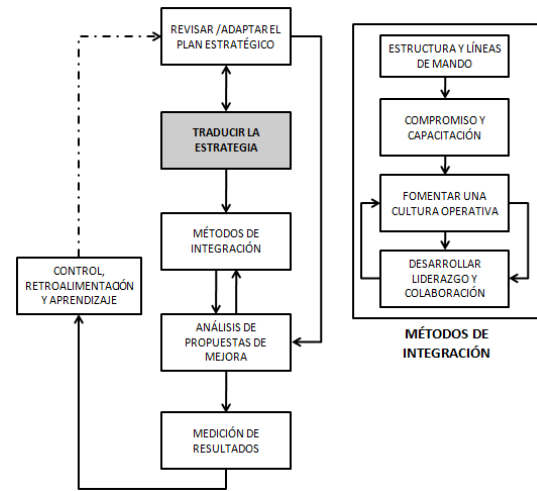 REVISAR /ADAPTAR EL
PLAN ESTRATÉGICO
TRADUCIR LA
ESTRATEGIA
MÉTODOS DE
INTEGRACIÓN
CONTROL,
RETROALIMENTACIÓN
Y APRENDIZAJE
ANÁLISIS DE
PROPUESTAS DE
MEJORA
MEDICIÓN DE
RESULTADOS
ESTRUCTURA Y LÍNEAS
DE MANDO
COMPROMISO Y
CAPACITACIÓN
FOMENTAR UNA
CULTURA OPERATIVA
DESARROLLAR
LIDERAZGO Y
COLABORACIÓN
MÉTODOS DE
INTEGRACIÓN